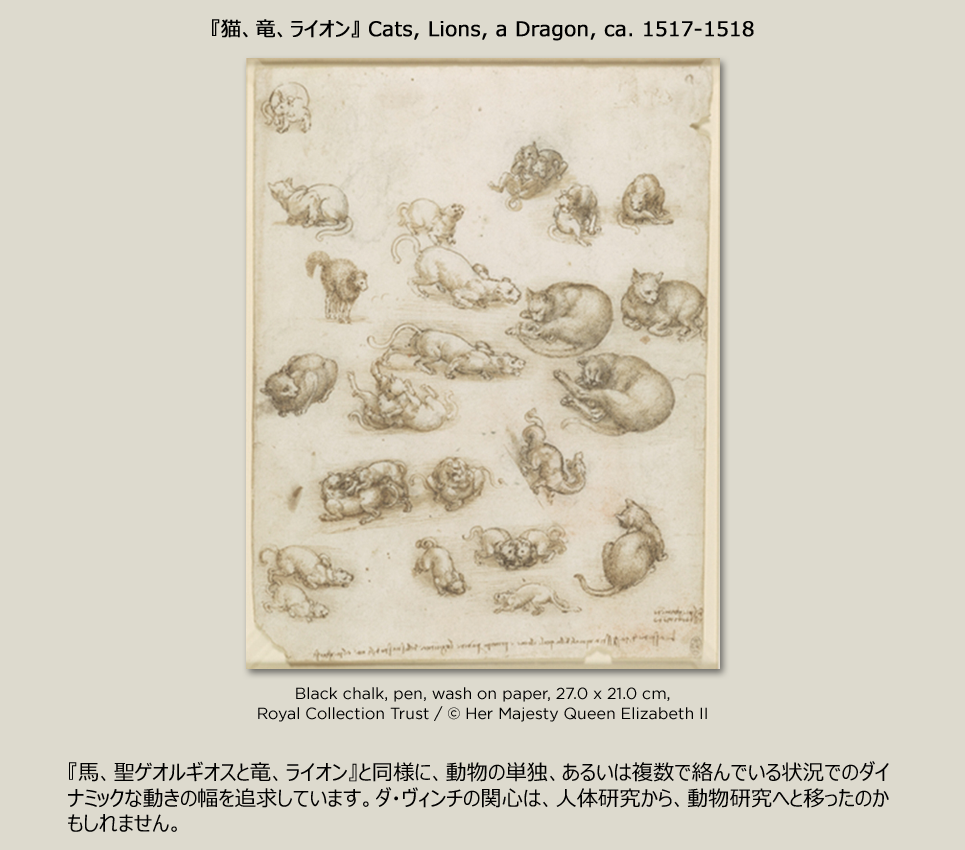 『猫、竜、ライオン』 Cats, Lions, a Dragon, ca. 1517-1518
Black chalk, pen, wash on paper, 27.0 x 21.0 cm,
Royal Collection Trust / © Her Majesty Queen Elizabeth II
『馬、聖ゲオルギオスと竜、ライオン』と同様に、動物の単独、あるいは複数で絡んでいる状況でのダイ
ナミックな動きの幅を追求しています。ダ・ヴィンチの関心は、人体研究から、動物研究へと移ったのか
もしれません。